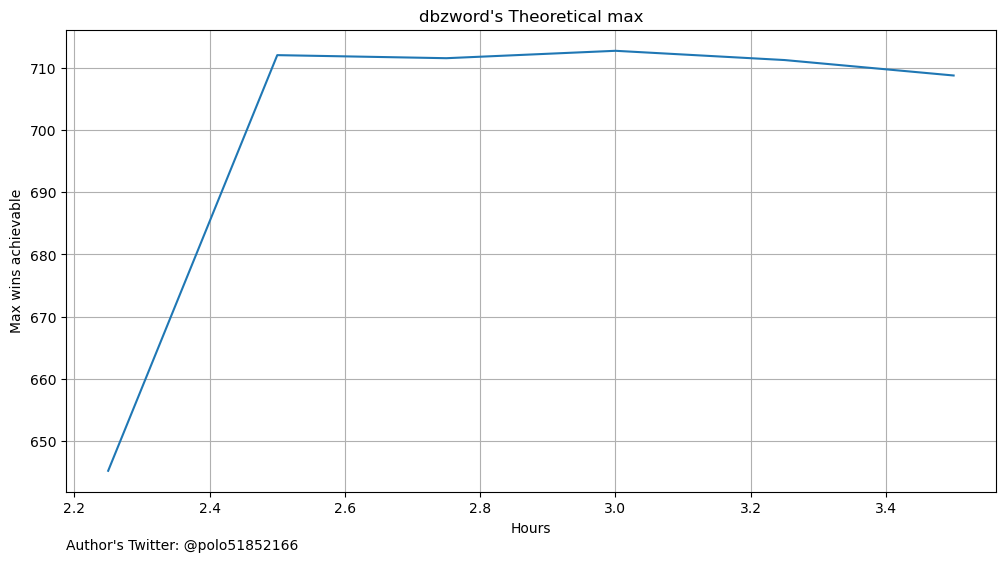 dbzword's Theoretical max
Max wins achievable
710
700
690
680
670
660
650
2.2 2.4 2.6 2.8 3.0 3.2 3.4
Hours
Author's Twitter: @polo51852166